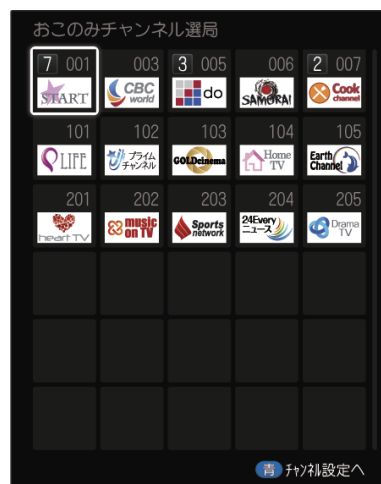 おこのみチャンネル選局
7 001 003 3 005 006 2 007
START CBC world do SAMURAI Cook channel
101 102 103 104 105
LIFE プライムチャンネル GOLDcinema Home TV Earth Channel
201 202 203 204 205
heart TV music on TV Sports network 24Every ニュース Drama TV
青 チャンネル設定へ